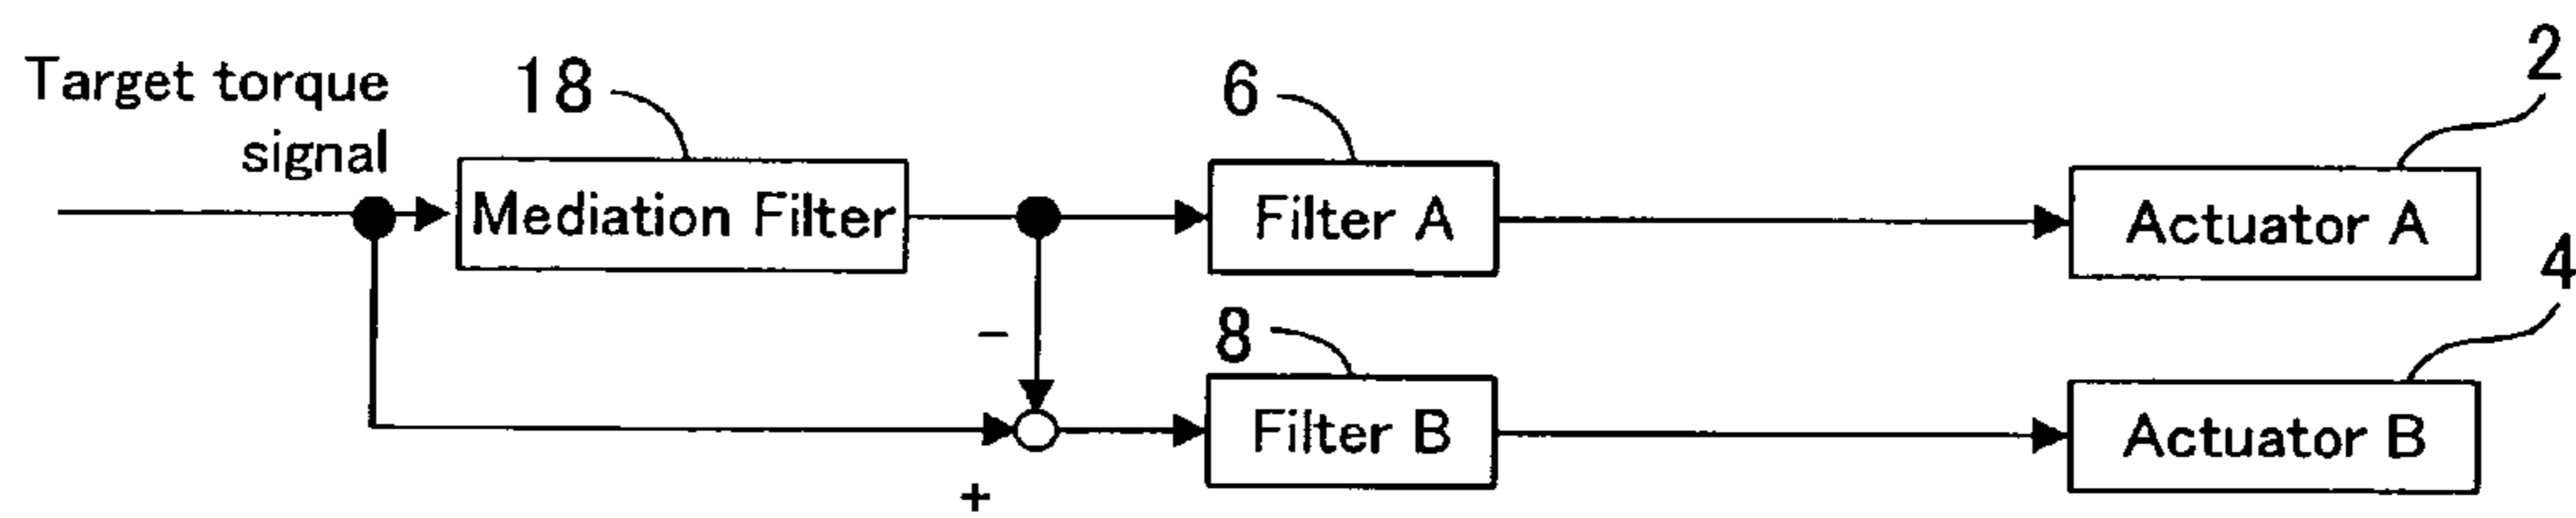 Target torque
signal
18
6
2
Mediation Filter
Filter A
Actuator A
4
8
−
Filter B
Actuator B
+